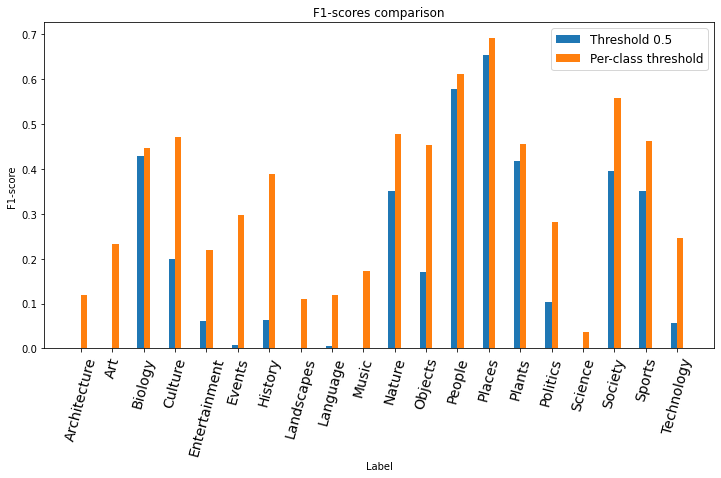 F1-scores comparison
Threshold 0.5
Per-class threshold
F1-score
0.7
0.6
0.5
0.4
0.3
0.2
0.1
0.0
Architecture
Art
Biology
Culture
Entertainment
Events
History
Landscapes
Language
Music
Nature
Objects
People
Places
Plants
Politics
Science
Society
Sports
Technology
Label